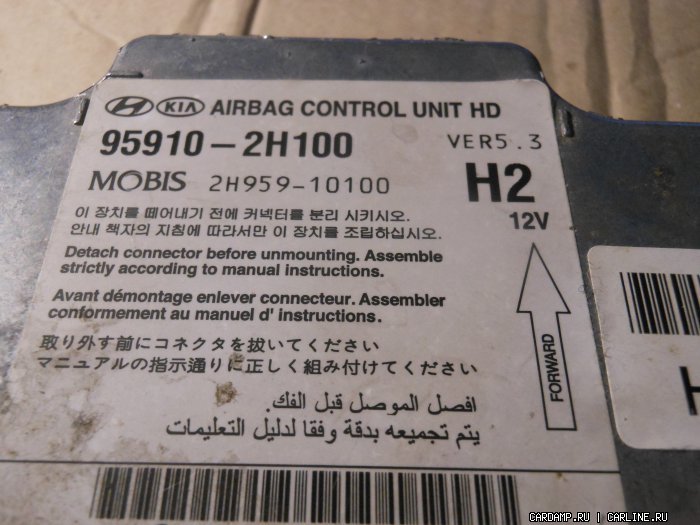 KIA AIRBAG CONTROL UNIT HD
95910-2H100 VER5.3
MOBIS 2H959-10100 H2
12V
이 장치를 떼어내기 전에 커넥터를 분리 시키시오.
안내 책자의 지침에 따라서만 이 장치를 조립하십시오.
Detach connector before unmounting. Assemble
strictly according to manual instructions.
Avant démontage enlever connecteur. Assembler
conformement au manuel d' instructions.
取り外す前にコネクタを抜いてください
マニュアルの指示通りに正しく組み付けてください
افصل الموصل قبل الفك.
يتم تجميعه بدقة وفقا لدليل التعليمات
FORWARD
H
CARDAMP.RU | CARLINE.RU